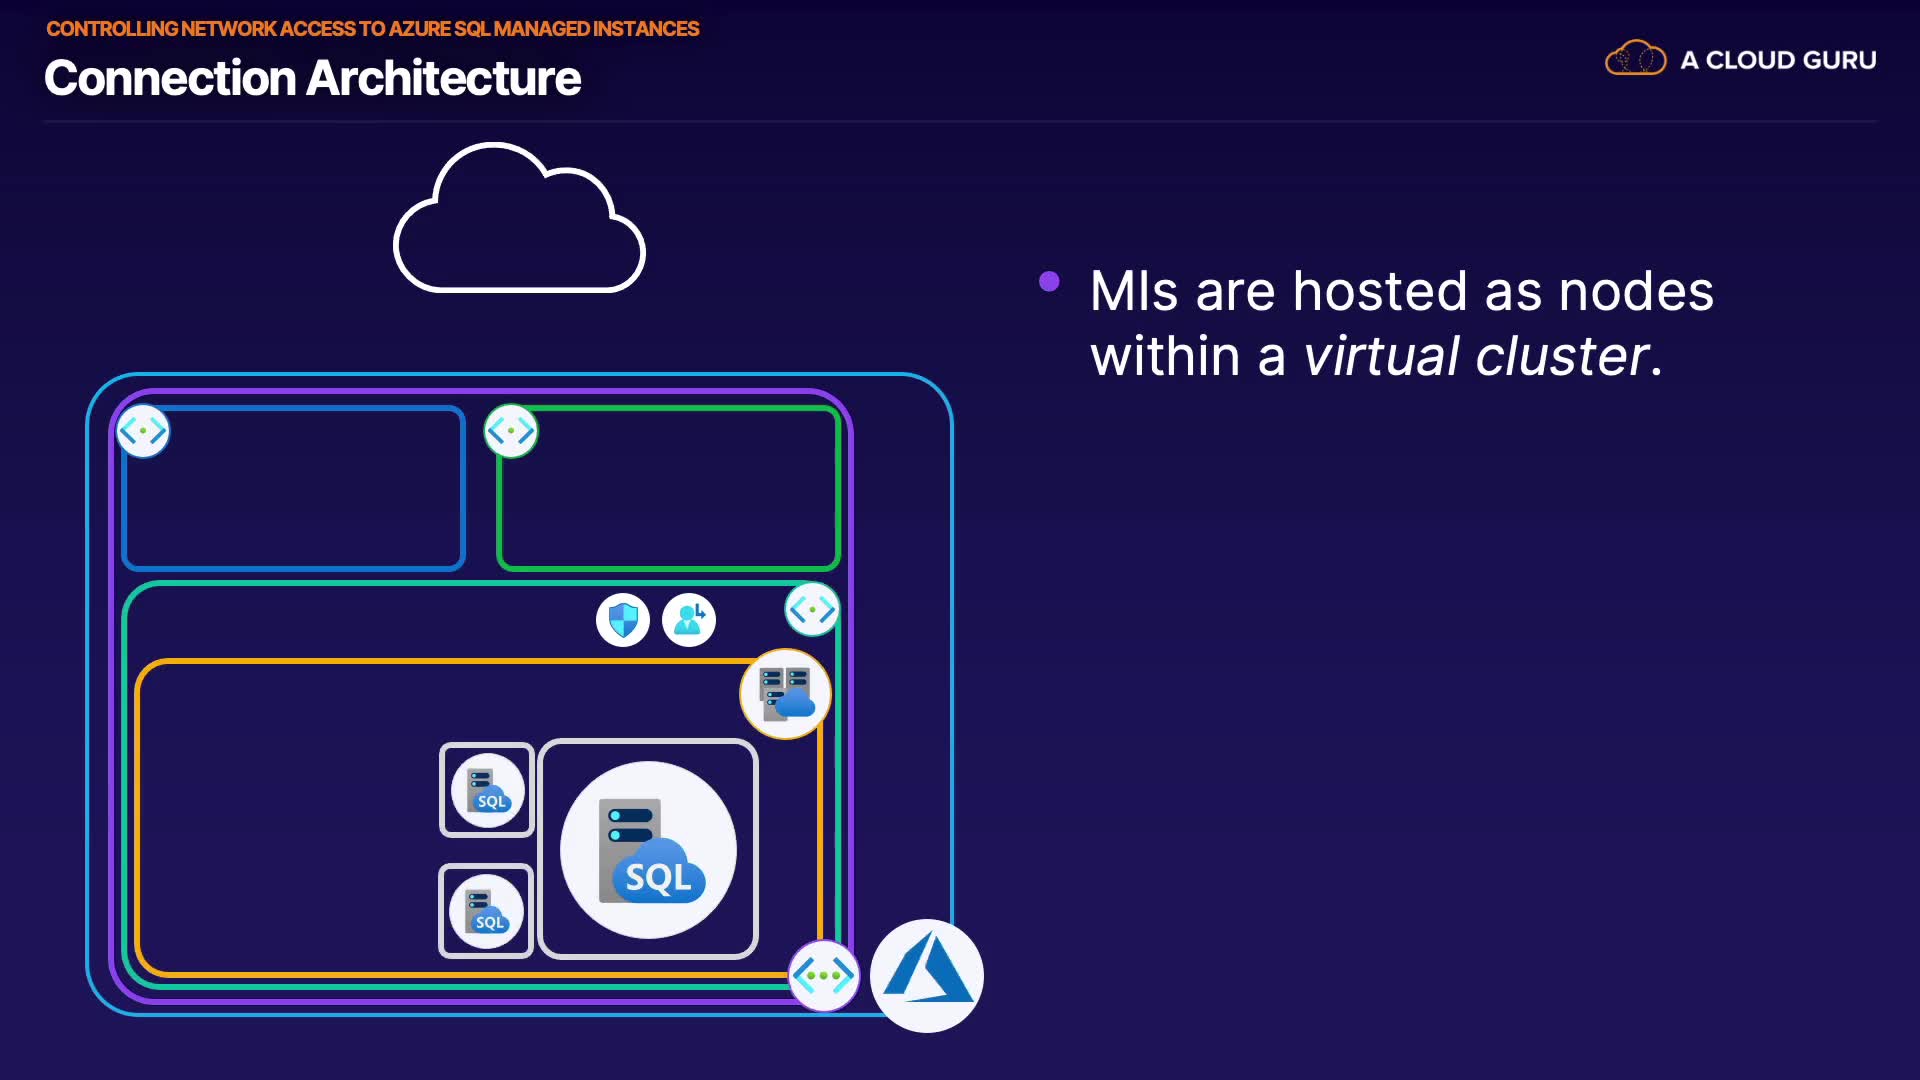 CONTROLLING NETWORK ACCESS TO AZURE SQL MANAGED INSTANCES
Connection Architecture
A CLOUD GURU
MIs are hosted as nodes
within a virtual cluster.
SQL
SQL
SQL